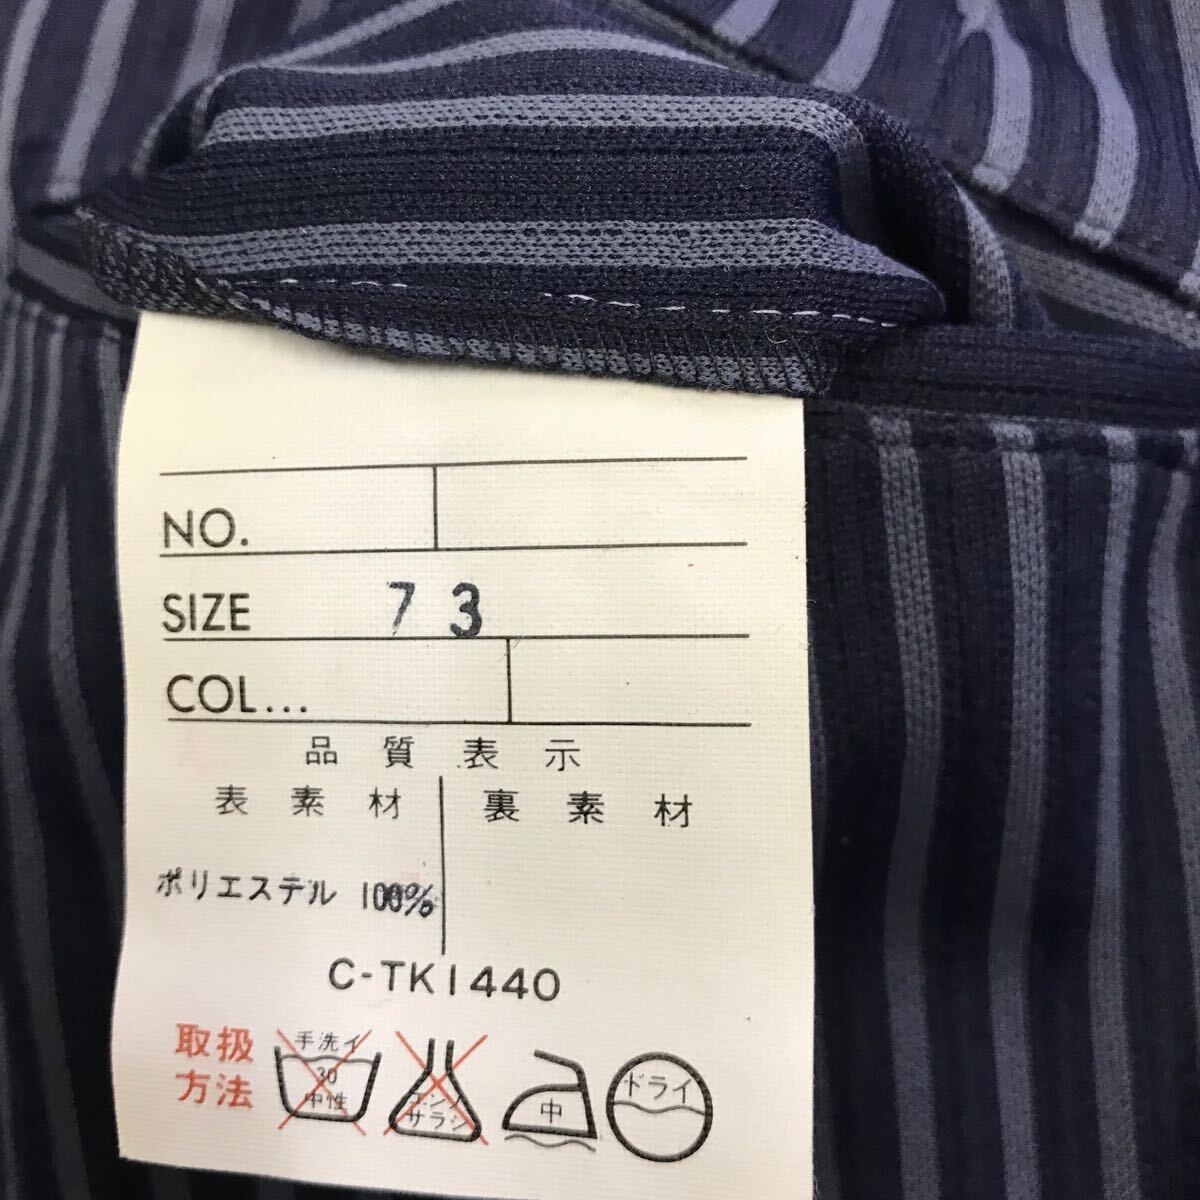 NO.
SIZE 73
COL...
品質表示
表素材 裏素材
ポリエステル 100%
C-TK1440
取扱
方法
手洗イ
30
中性
エンソ
サラシ
中
ドライ